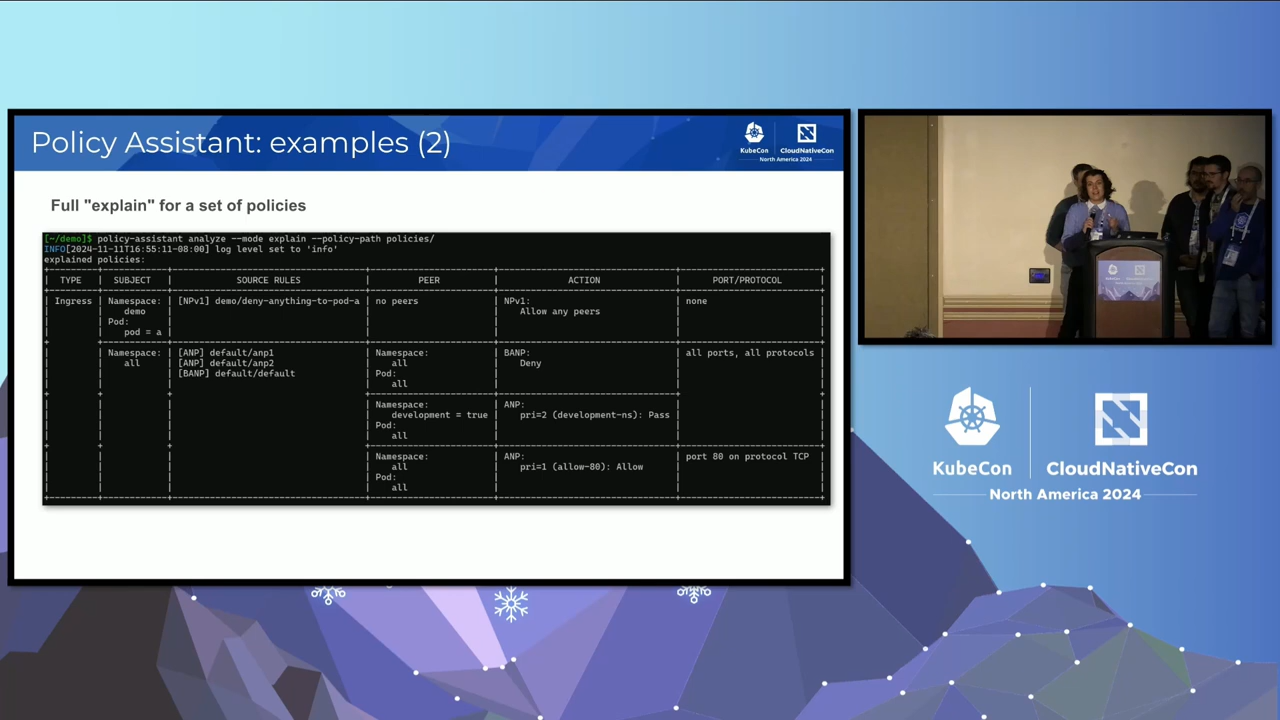 Policy Assistant: examples (2)
KubeCon
CloudNativeCon
North America 2024
Full "explain" for a set of policies
[~/demo]$ policy-assistant analyze --mode explain --policy-path policies/
INFO[2024-11-11T16:55:11-08:00] log level set to 'info'
explained policies:
TYPE | SUBJECT | SOURCE RULES | PEER | ACTION | PORT/PROTOCOL
Ingress | Namespace: | [NPv1] demo/deny-anything-to-pod-a | no peers | NPv1: | none
demo | Allow any peers
Pod:
pod = a
Namespace: | [ANP] default/anp1 | Namespace: | BANP: | all ports, all protocols
all | [ANP] default/anp2 | all | Deny
[BANP] default/default | Pod:
all
Namespace: | ANP:
development = true | pri=2 (development-ns): Pass
Pod:
all
Namespace: | ANP: | port 80 on protocol TCP
all | pri=1 (allow-80): Allow
Pod:
all
KubeCon
CloudNativeCon
North America 2024